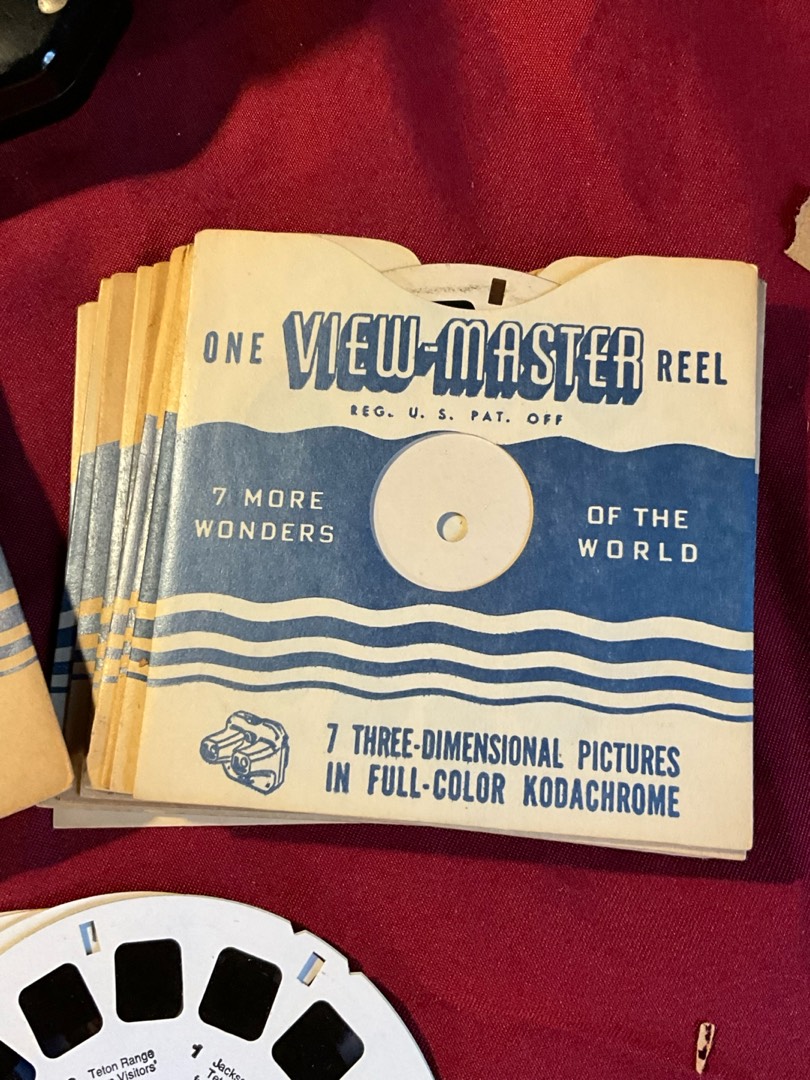 ONE VIEW-MASTER REEL
REG. U. S. PAT. OFF
7 MORE
WONDERS
OF THE
WORLD
7 THREE-DIMENSIONAL PICTURES
IN FULL-COLOR KODACHROME
Teton Range
Visitors'